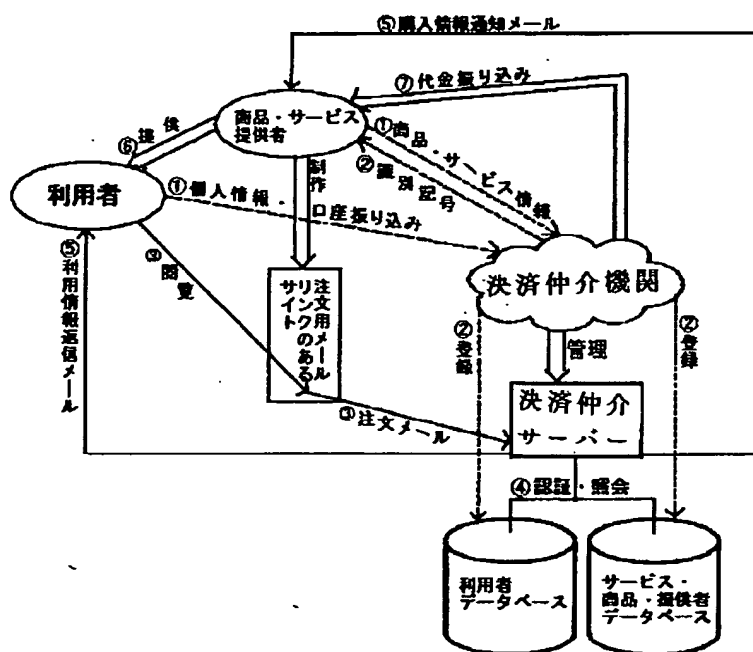 ⑤購入情報通知メール
⑦代金振り込み
商品・サービス
提供者
⑥提供
①商品・サービス情報
②識別記号
制作
利用者
①個人情報・口座振り込み
③閲覧
⑤利用情報返信メール
注文用メール
リンクのある
サイト
決済仲介機関
②登録
②登録
管理
決済仲介
サーバー
③注文メール
④認証・照会
利用者
データベース
サービス・
商品・提供者
データベース